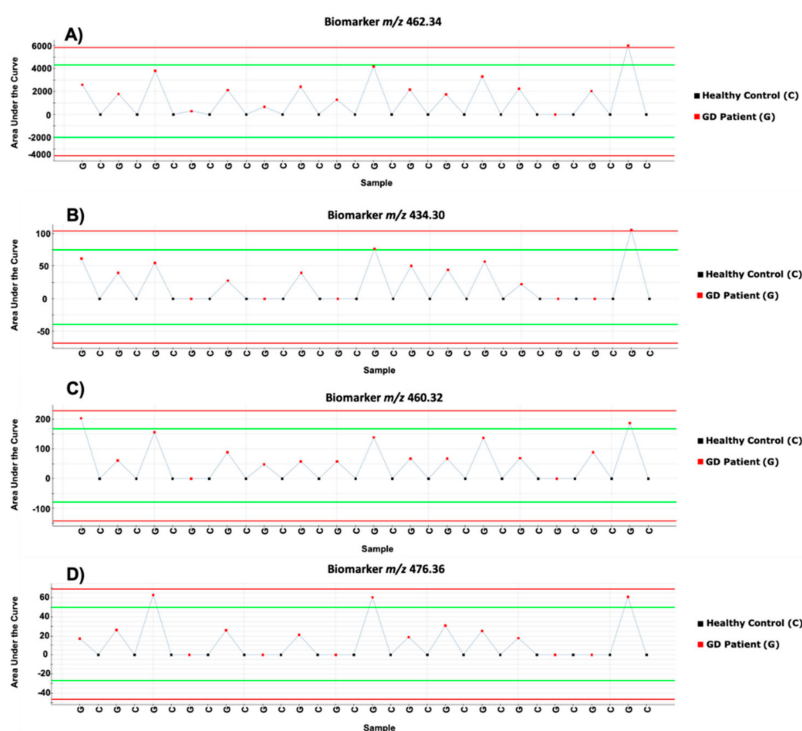 Biomarker m/z 462.34
A)
6000
4000
2000
0
-2000
-4000
Area Under the Curve
G C G C G C G C G C G C G C G C G C G C G C G C G C G C G C G C
Sample
Healthy Control (C)
GD Patient (G)
Biomarker m/z 434.30
B)
100
50
0
-50
Area Under the Curve
G C G C G C G C G C G C G C G C G C G C G C G C G C G C G C G C
Sample
Healthy Control (C)
GD Patient (G)
Biomarker m/z 460.32
C)
200
100
0
-100
Area Under the Curve
G C G C G C G C G C G C G C G C G C G C G C G C G C G C G C G C
Sample
Healthy Control (C)
GD Patient (G)
Biomarker m/z 476.36
D)
60
40
20
0
-20
-40
Area Under the Curve
G C G C G C G C G C G C G C G C G C G C G C G C G C G C G C G C
Sample
Healthy Control (C)
GD Patient (G)